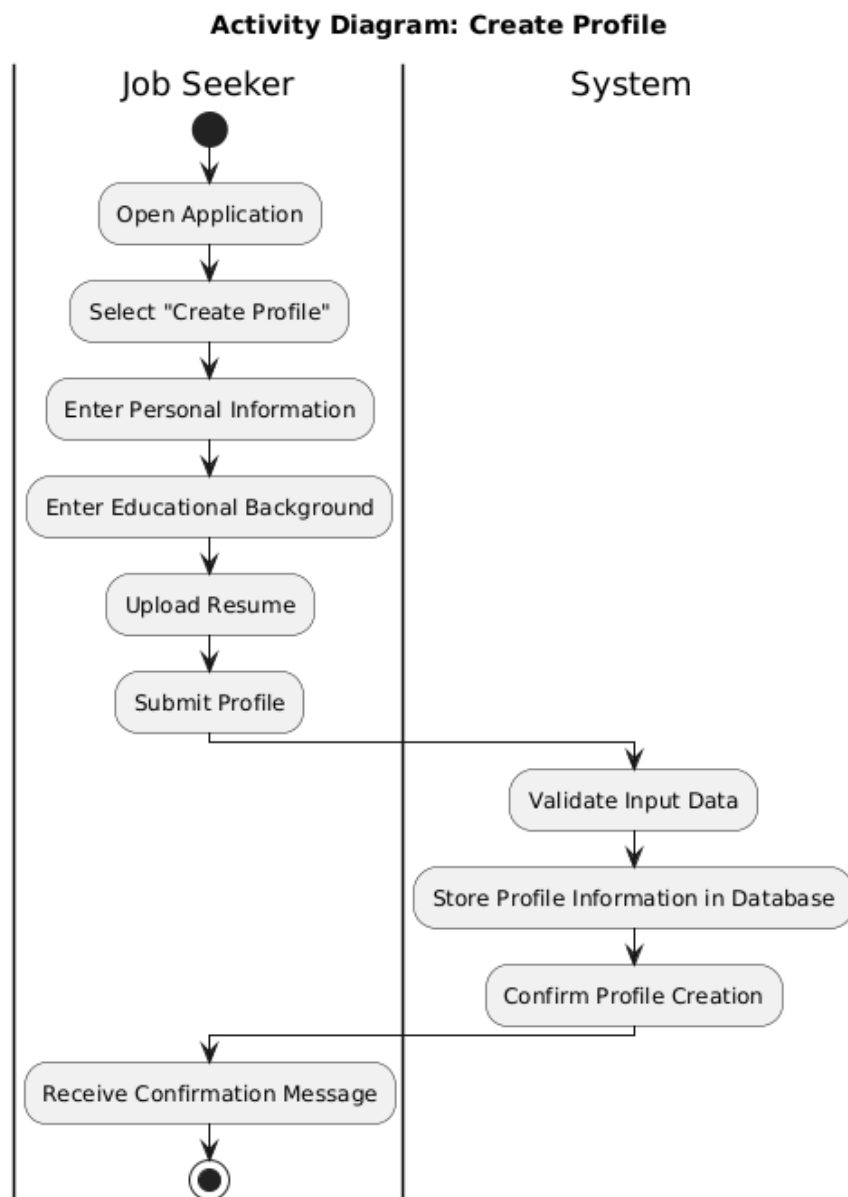 Activity Diagram: Create Profile
Job Seeker
System
Open Application
Select "Create Profile"
Enter Personal Information
Enter Educational Background
Upload Resume
Submit Profile
Validate Input Data
Store Profile Information in Database
Confirm Profile Creation
Receive Confirmation Message